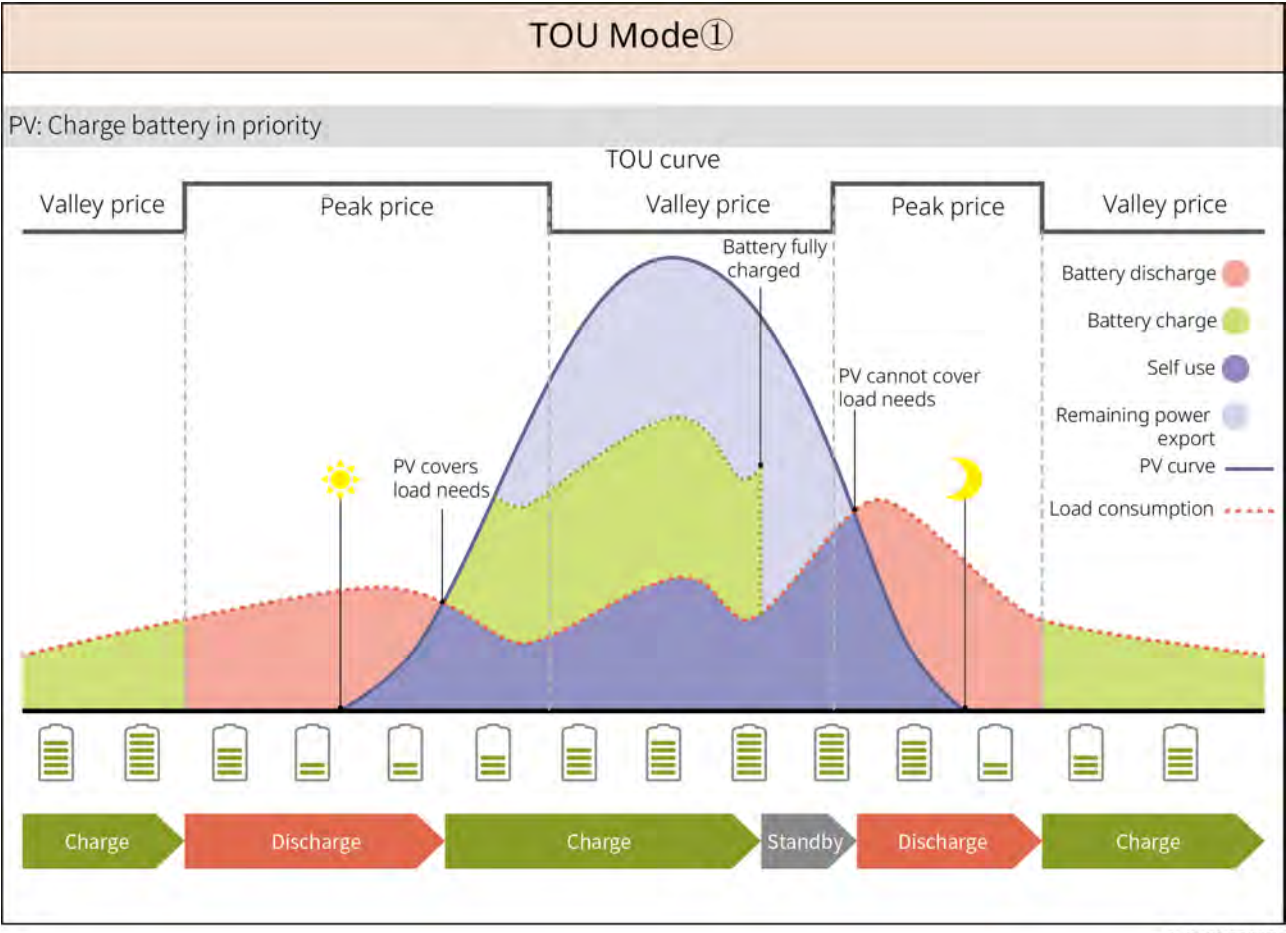 TOU Mode①
PV: Charge battery in priority
TOU curve
Valley price
Peak price
Valley price
Peak price
Valley price
Battery fully
charged
Battery discharge
Battery charge
Self use
Remaining power
export
PV curve
Load consumption
PV cannot cover
load needs
PV covers
load needs
Charge
Discharge
Charge
Standby
Discharge
Charge